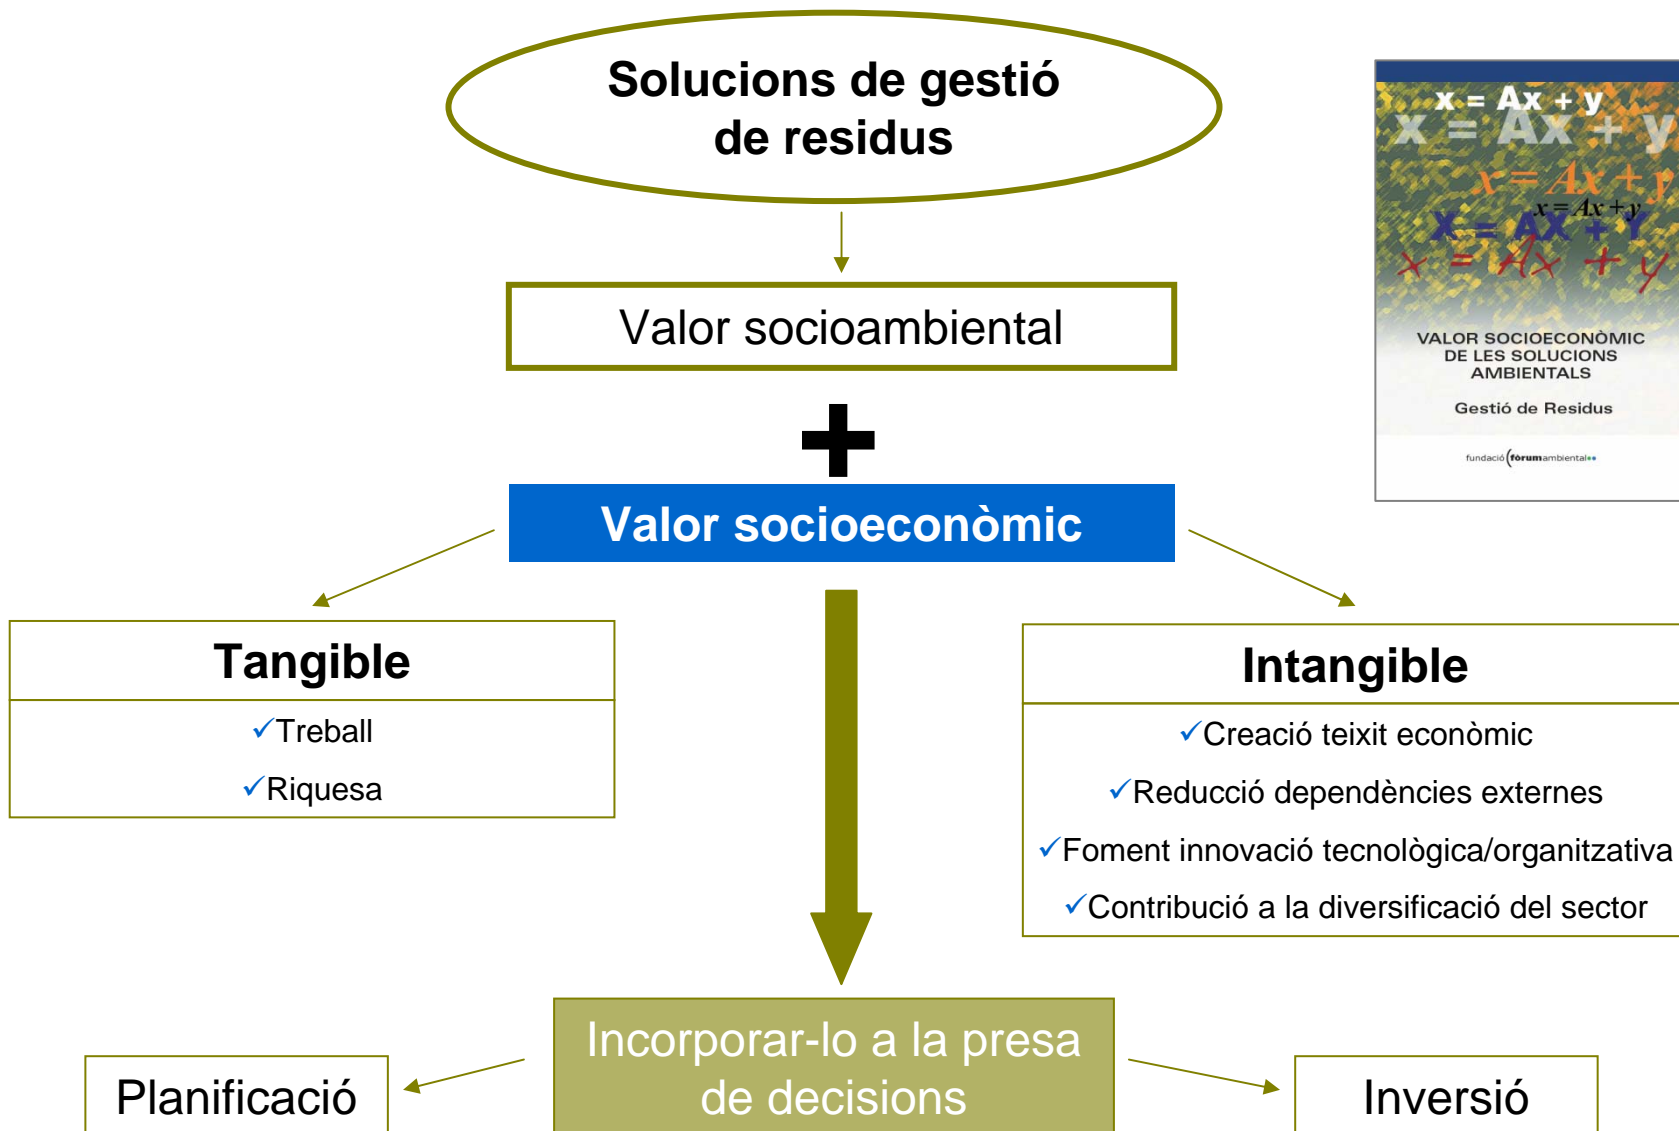 Solucions de gestió
de residus
x = Ax + y
x = Ax + y
x = Ax + y
x = Ax + y
X = AX + Y
x = Ax + y
VALOR SOCIOECONÒMIC
DE LES SOLUCIONS
AMBIENTALS
Gestió de Residus
fundació (fòrumambiental
Valor socioambiental
+
Valor socioeconòmic
Tangible
✓Treball
✓Riquesa
Intangible
✓Creació teixit econòmic
✓Reducció dependències externes
✓Foment innovació tecnològica/organitzativa
✓Contribució a la diversificació del sector
Incorporar-lo a la presa
de decisions
Planificació
Inversió